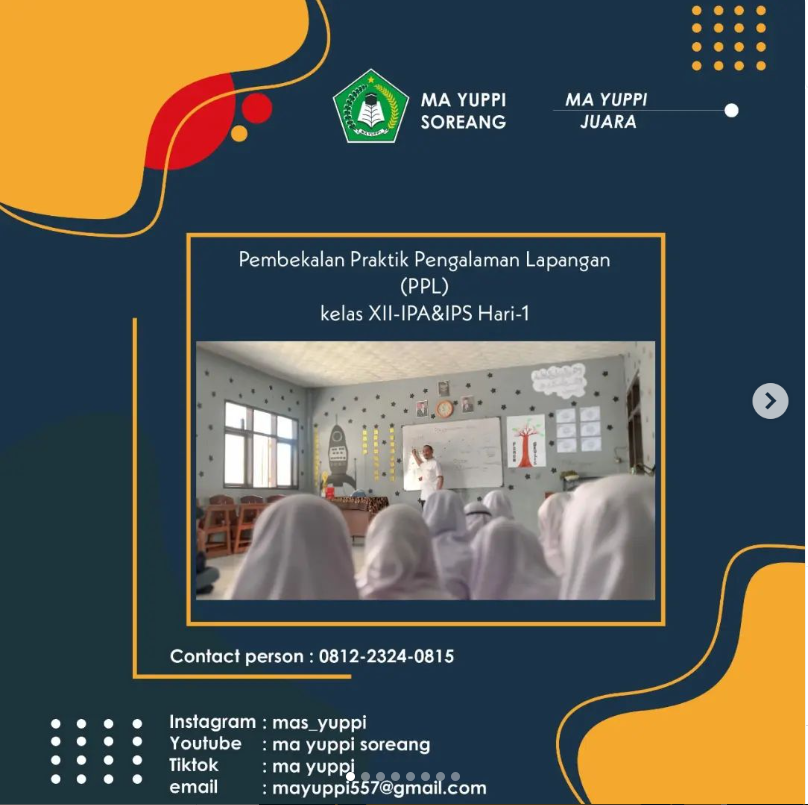 MA YUPPI
SOREANG
MA YUPPI
JUARA
Pembekalan Praktik Pengalaman Lapangan
(PPL)
kelas XII-IPA&IPS Hari-1
Contact person : 0812-2324-0815
Instagram : mas_yuppi
Youtube : ma yuppi soreang
Tiktok : ma yuppi
email : mayuppi557@gmail.com